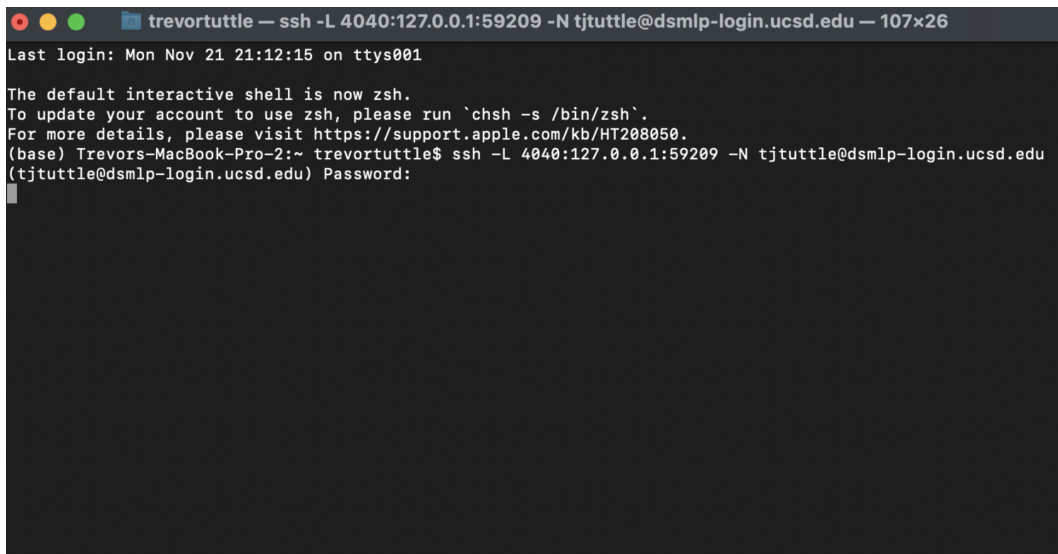 trevortuttle — ssh -L 4040:127.0.0.1:59209 -N tjtuttle@dsmlp-login.ucsd.edu — 107×26
Last login: Mon Nov 21 21:12:15 on ttys001
The default interactive shell is now zsh.
To update your account to use zsh, please run `chsh -s /bin/zsh`.
For more details, please visit https://support.apple.com/kb/HT208050.
(base) Trevors-MacBook-Pro-2:~ trevortuttle$ ssh -L 4040:127.0.0.1:59209 -N tjtuttle@dsmlp-login.ucsd.edu
(tjtuttle@dsmlp-login.ucsd.edu) Password: